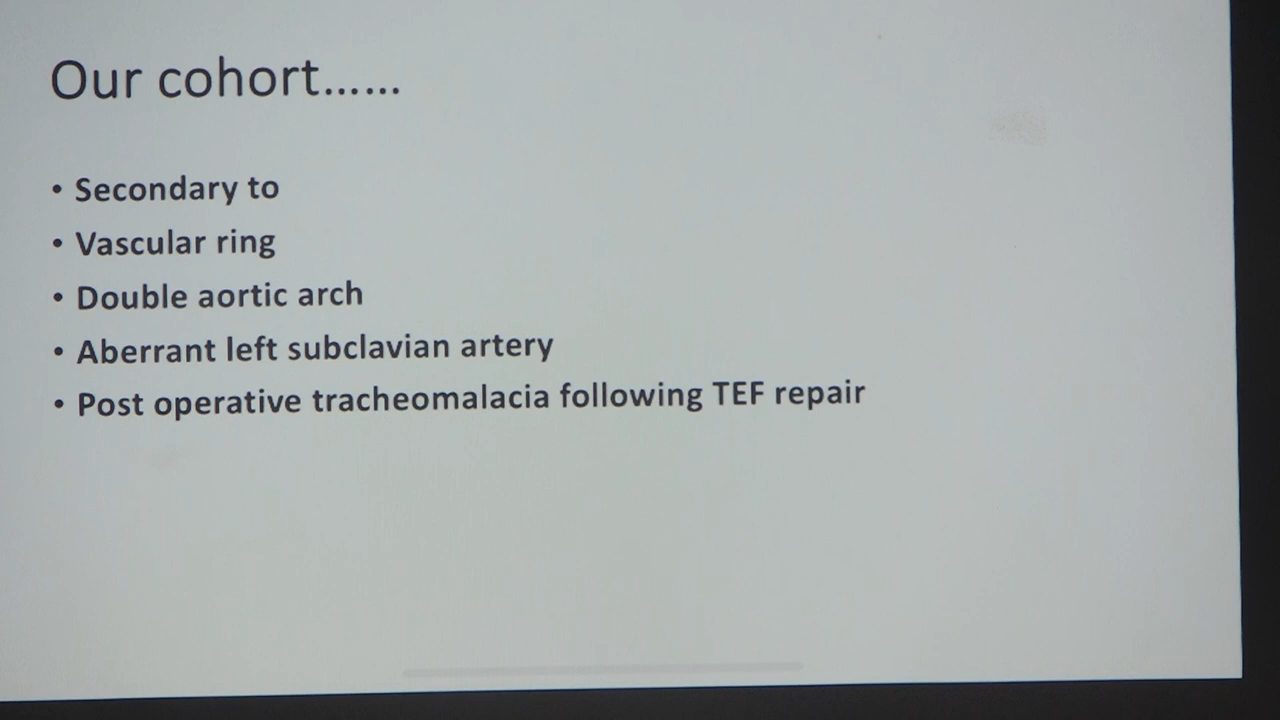 Our cohort......
• Secondary to
• Vascular ring
• Double aortic arch
• Aberrant left subclavian artery
• Post operative tracheomalacia following TEF repair